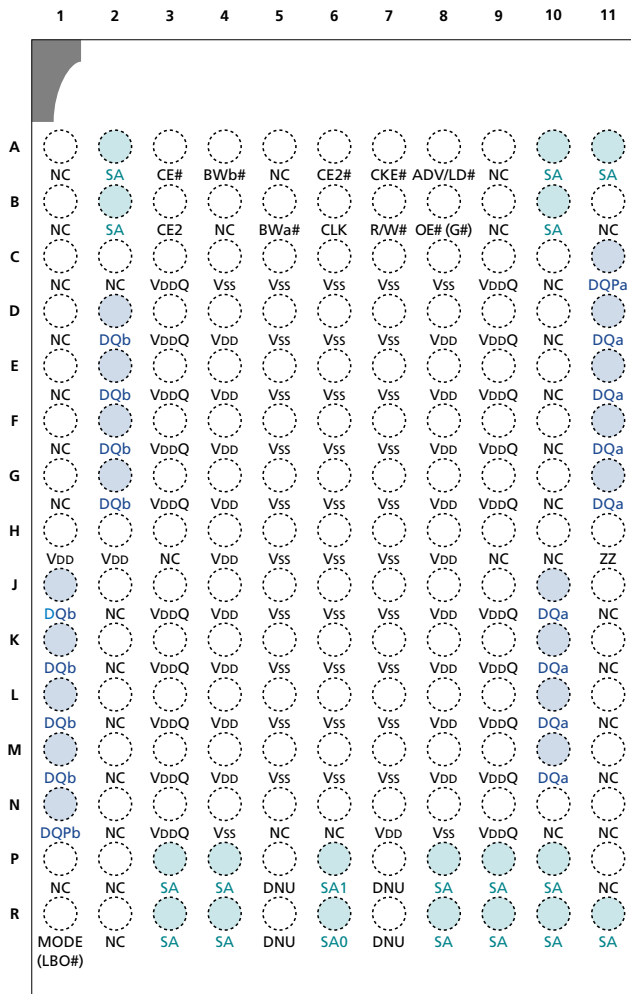 1 2 3 4 5 6 7 8 9 10 11
A
NC SA CE# BWb# NC CE2# CKE# ADV/LD# NC SA SA
B
NC SA CE2 NC BWa# CLK R/W# OE# (G#) NC SA NC
C
NC NC VDDQ VSS VSS VSS VSS VSS VDDQ NC DQPa
D
NC DQb VDDQ VDD VSS VSS VSS VDD VDDQ NC DQa
E
NC DQb VDDQ VDD VSS VSS VSS VDD VDDQ NC DQa
F
NC DQb VDDQ VDD VSS VSS VSS VDD VDDQ NC DQa
G
NC DQb VDDQ VDD VSS VSS VSS VDD VDDQ NC DQa
H
VDD VDD NC VDD VSS VSS VSS VDD NC NC ZZ
J
DQb NC VDDQ VDD VSS VSS VSS VDD VDDQ DQa NC
K
DQb NC VDDQ VDD VSS VSS VSS VDD VDDQ DQa NC
L
DQb NC VDDQ VDD VSS VSS VSS VDD VDDQ DQa NC
M
DQb NC VDDQ VDD VSS VSS VSS VDD VDDQ DQa NC
N
DQPb NC VDDQ VSS NC NC VDD VSS VDDQ NC NC
P
NC NC SA SA DNU SA1 DNU SA SA SA NC
R
MODE NC SA SA DNU SA0 DNU SA SA SA SA
(LBO#)